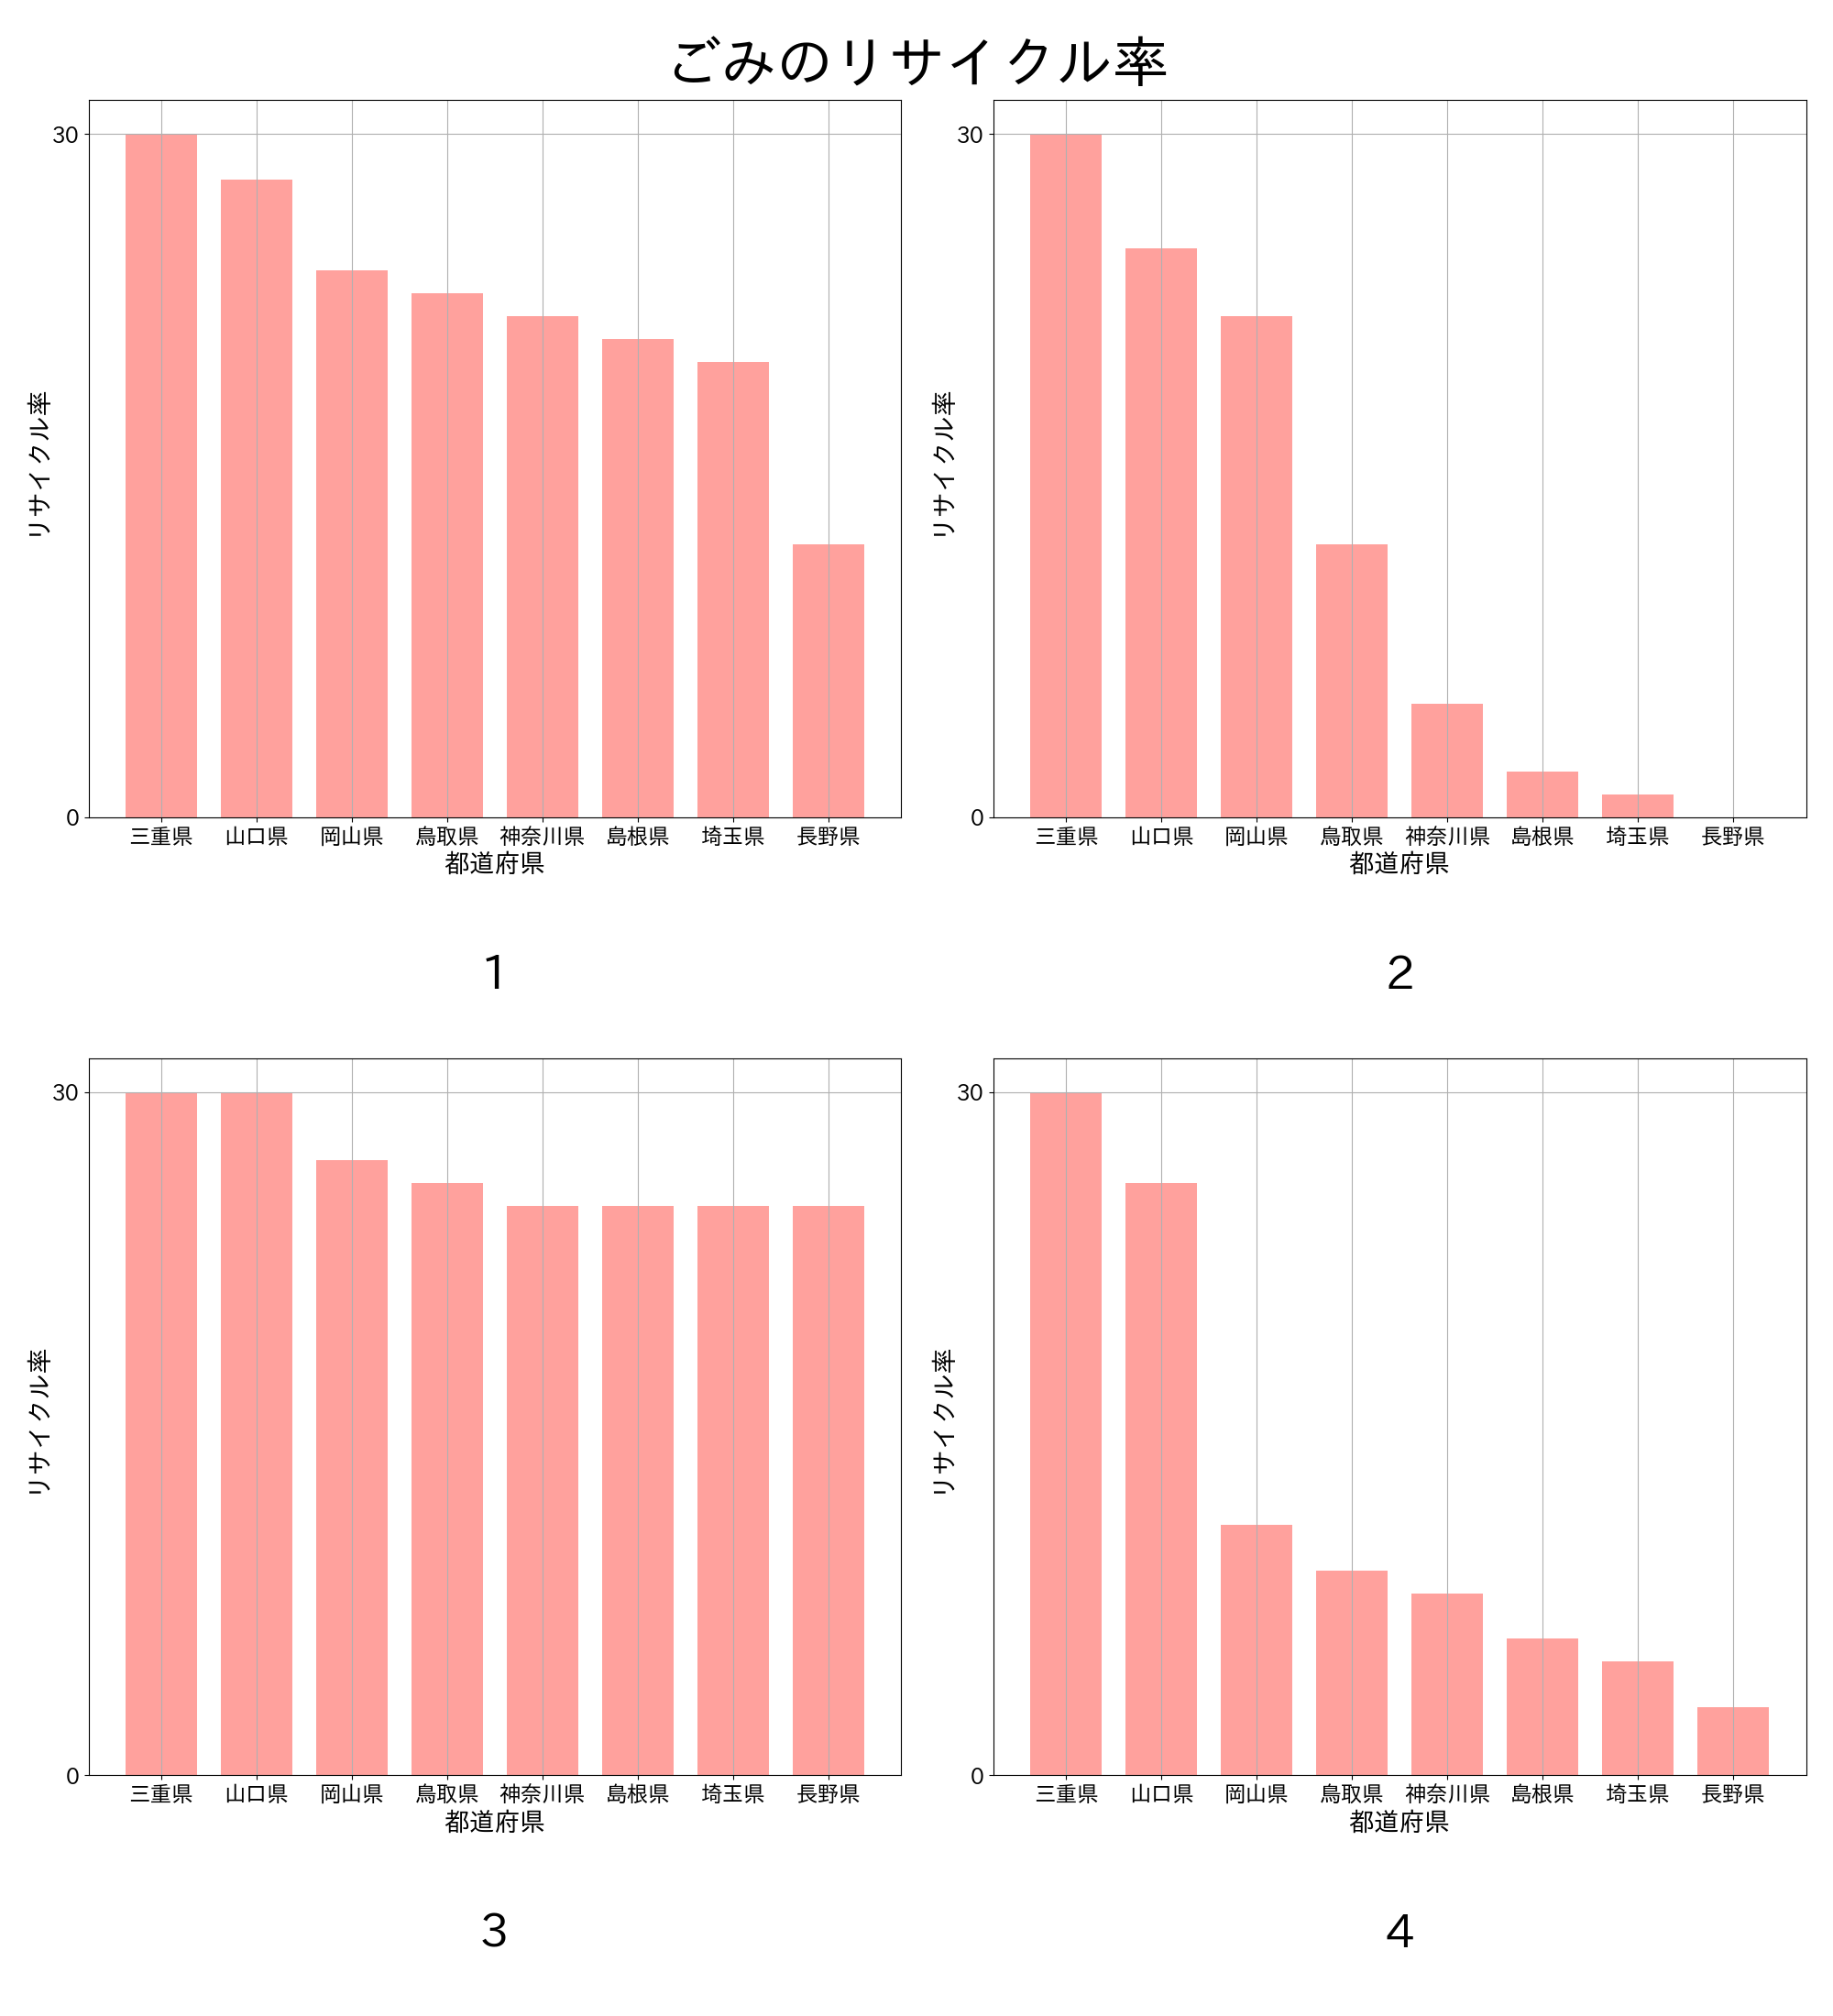 ごみのリサイクル率
30
0
リサイクル率
三重県 山口県 岡山県 鳥取県 神奈川県 島根県 埼玉県 長野県
都道府県
1
30
0
リサイクル率
三重県 山口県 岡山県 鳥取県 神奈川県 島根県 埼玉県 長野県
都道府県
2
30
0
リサイクル率
三重県 山口県 岡山県 鳥取県 神奈川県 島根県 埼玉県 長野県
都道府県
3
30
0
リサイクル率
三重県 山口県 岡山県 鳥取県 神奈川県 島根県 埼玉県 長野県
都道府県
4